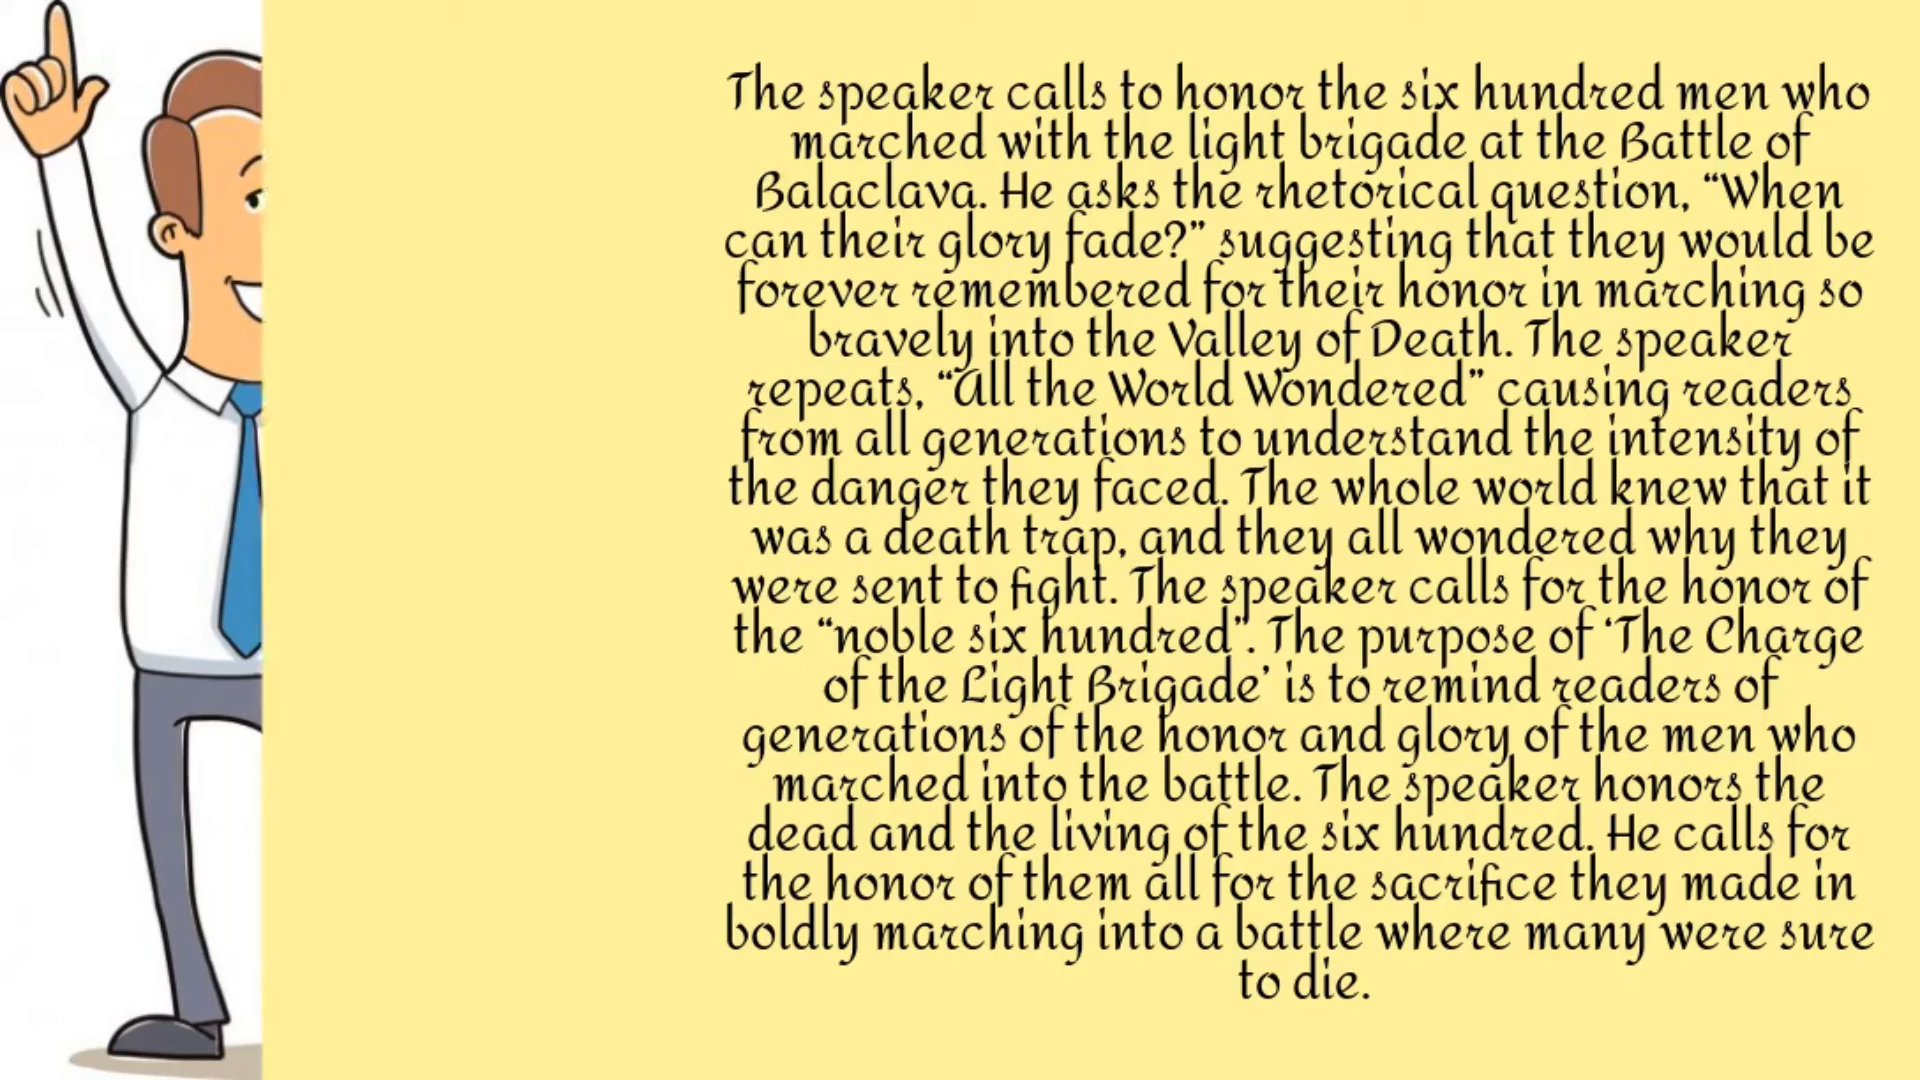 The speaker calls to honor the six hundred men who
marched with the light brigade at the Battle of
Balaclava. He asks the rhetorical question, “When
can their glory fade?” suggesting that they would be
forever remembered for their honor in marching so
bravely into the Valley of Death. The speaker
repeats, “All the World Wondered” causing readers
from all generations to understand the intensity of
the danger they faced. The whole world knew that it
was a death trap, and they all wondered why they
were sent to fight. The speaker calls for the honor of
the “noble six hundred”. The purpose of ‘The Charge
of the Light Brigade’ is to remind readers of
generations of the honor and glory of the men who
marched into the battle. The speaker honors the
dead and the living of the six hundred. He calls for
the honor of them all for the sacrifice they made in
boldly marching into a battle where many were sure
to die.